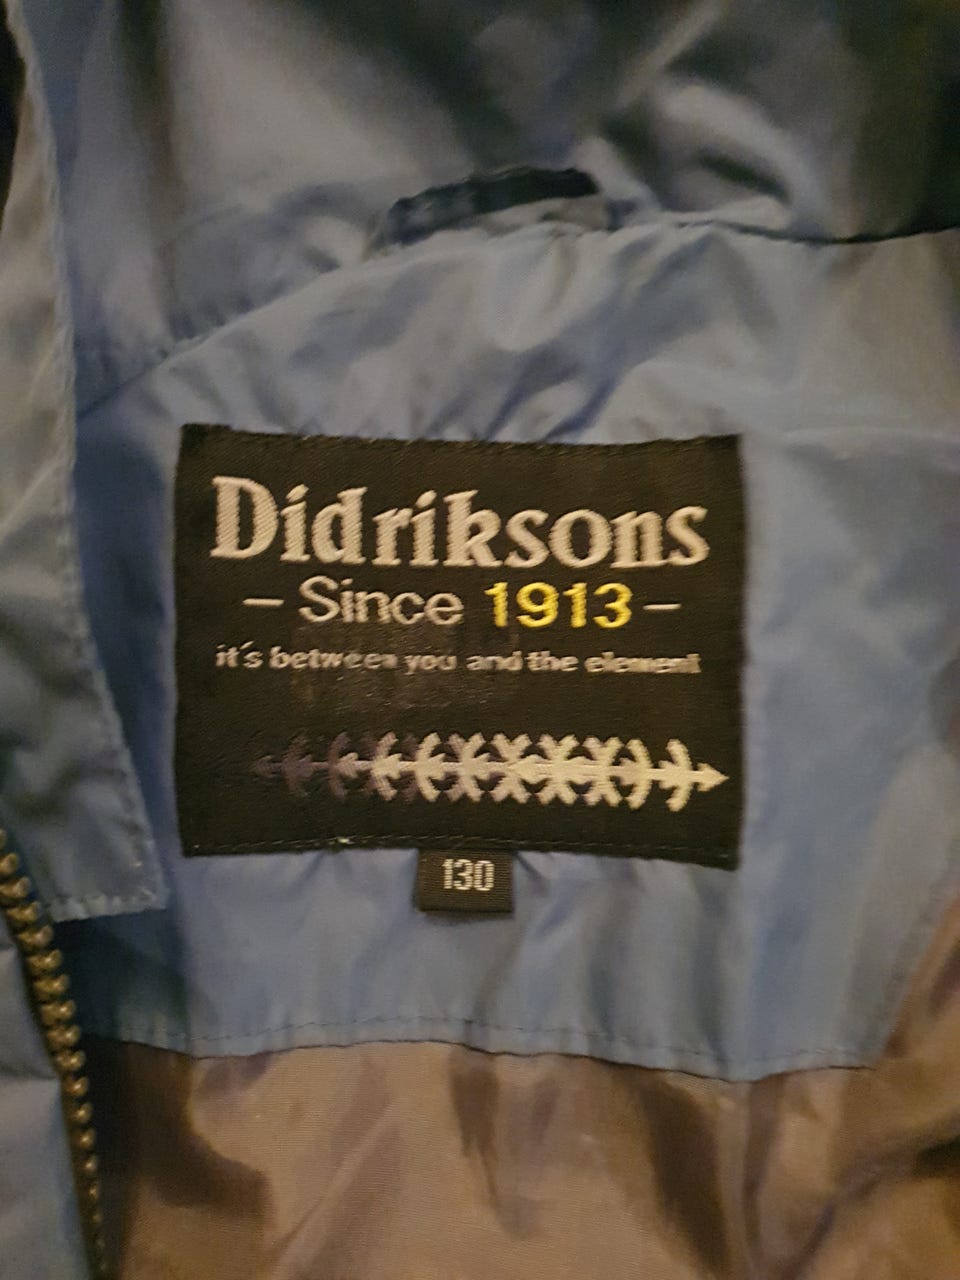 Didriksons
– Since 1913 –
it's between you and the element
130